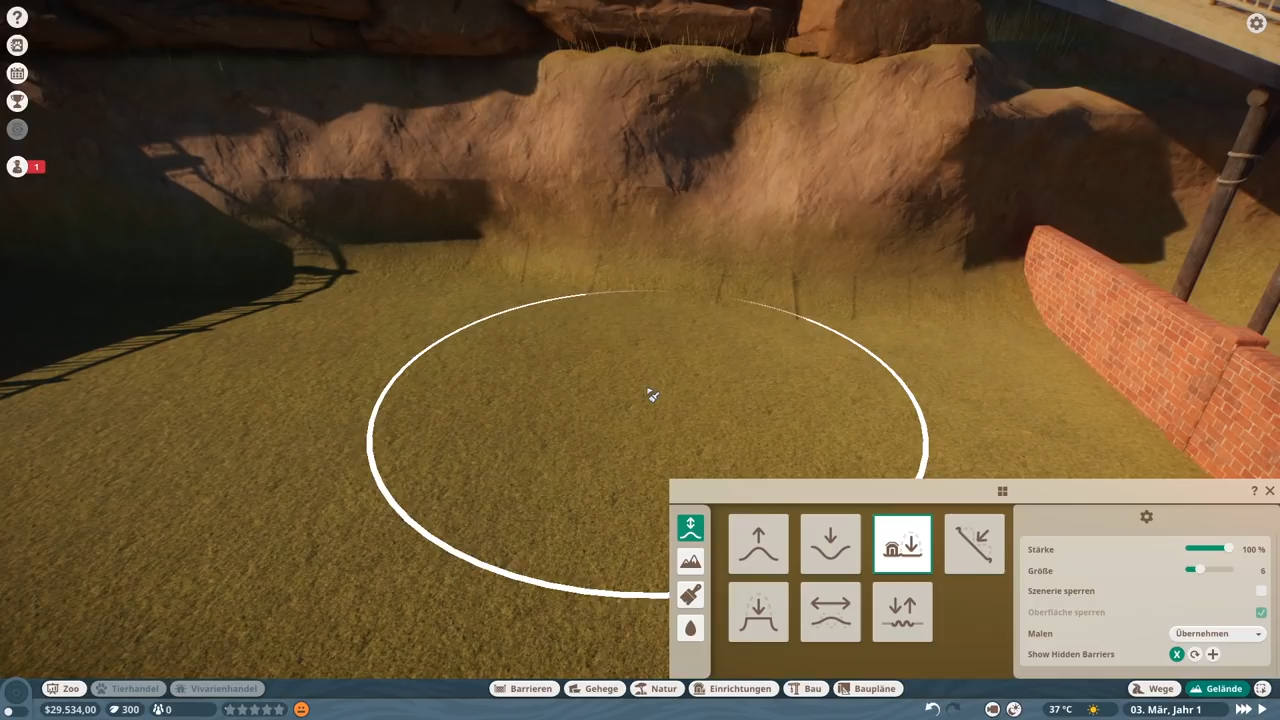 ?
1
?
Stärke 100 %
Größe 6
Szenerie sperren
Oberfläche sperren
Malen Übernehmen
Show Hidden Barriers X
Zoo Tierhandel Vivarienhandel Barrieren Gehege Natur Einrichtungen Bau Baupläne Wege Gelände
$29.534,00 300 0 37 °C 03. Mär, Jahr 1